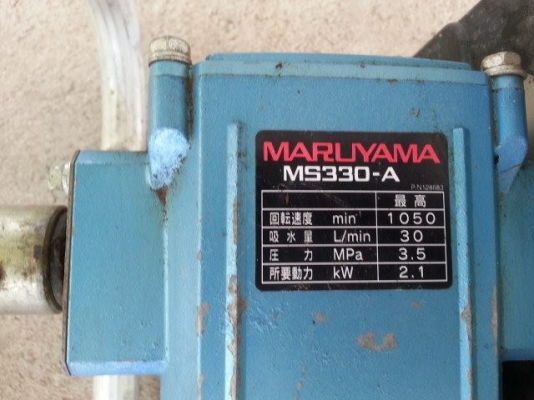 MARUYAMA
MS330-A
最高
回転速度 min⁻¹ 1050
吸水量 L/min 30
圧力 MPa 3.5
所要動力 kW 2.1